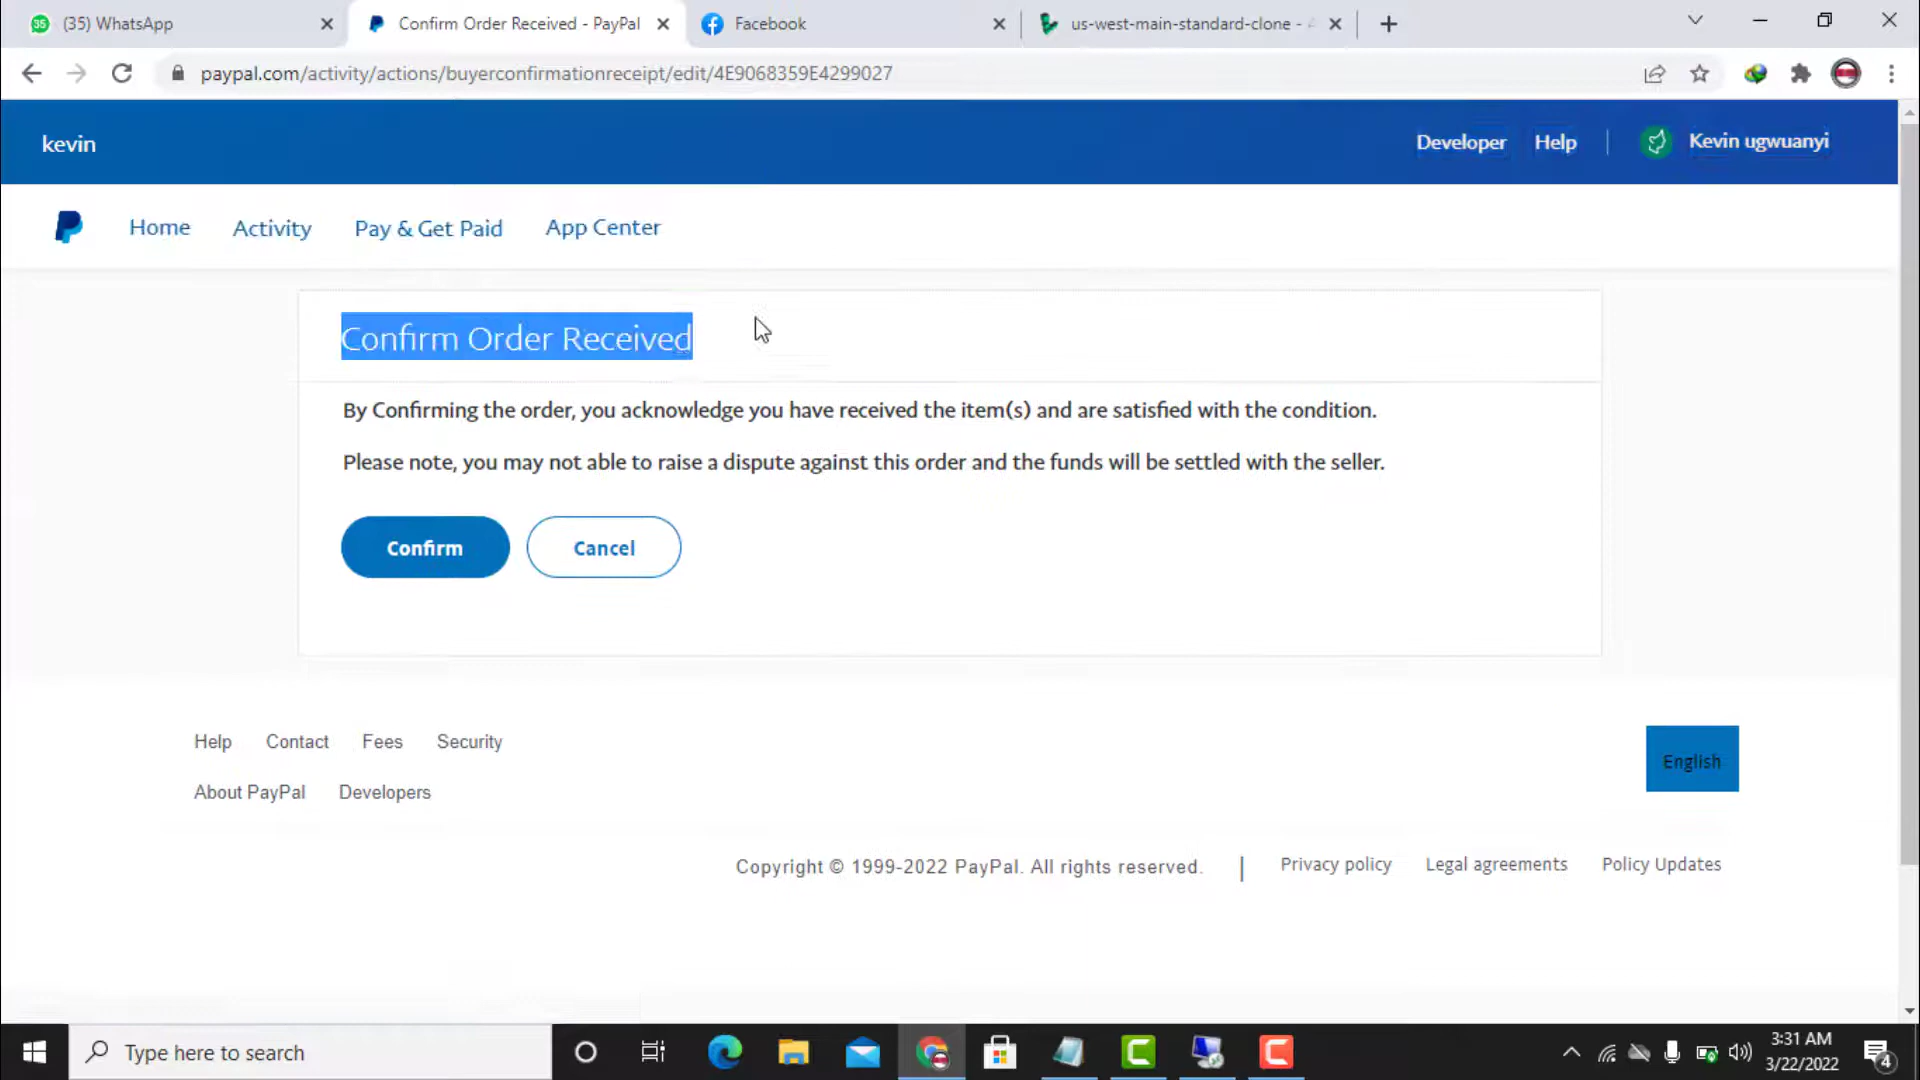 35
(35) WhatsApp
Confirm Order Received - PayPal
Facebook
us-west-main-standard-clone -
paypal.com/activity/actions/buyerconfirmationreceipt/edit/4E9068359E4299027
kevin
Developer
Help
Kevin ugwuanyi
Home
Activity
Pay & Get Paid
App Center
Confirm Order Received
By Confirming the order, you acknowledge you have received the item(s) and are satisfied with the condition.
Please note, you may not able to raise a dispute against this order and the funds will be settled with the seller.
Confirm
Cancel
Help
Contact
Fees
Security
English
About PayPal
Developers
Copyright © 1999-2022 PayPal. All rights reserved.
Privacy policy
Legal agreements
Policy Updates
Type here to search
3:31 AM
3/22/2022
4